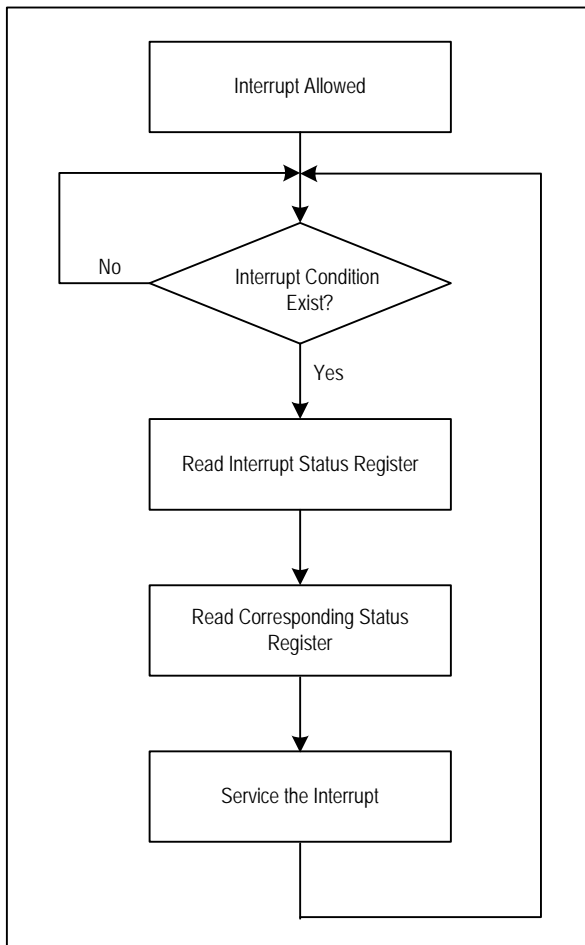 Interrupt Allowed
No
Interrupt Condition
Exist?
Yes
Read Interrupt Status Register
Read Corresponding Status
Register
Service the Interrupt